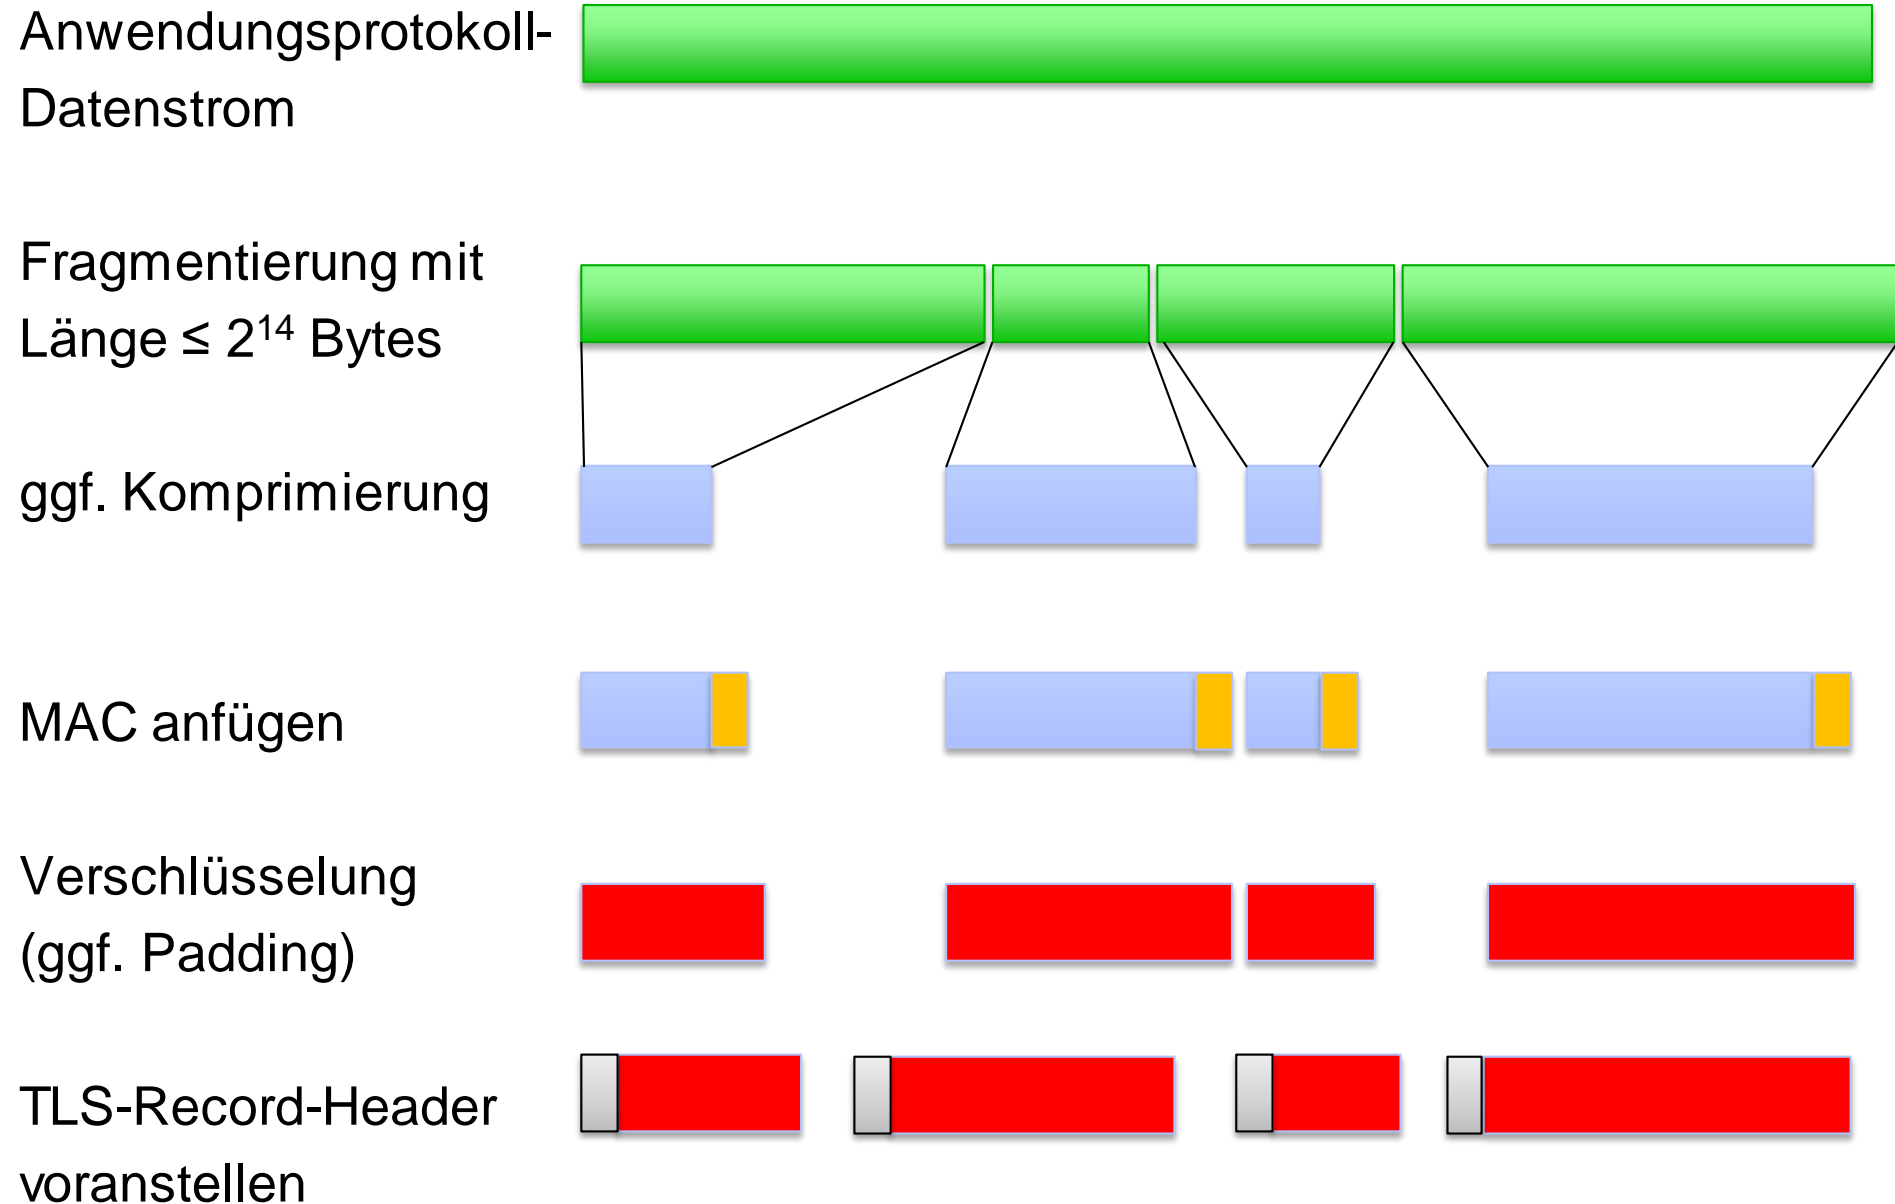 Anwendungsprotokoll-
Datenstrom
Fragmentierung mit
Länge ≤ 2¹⁴ Bytes
ggf. Komprimierung
MAC anfügen
Verschlüsselung
(ggf. Padding)
TLS-Record-Header
voranstellen